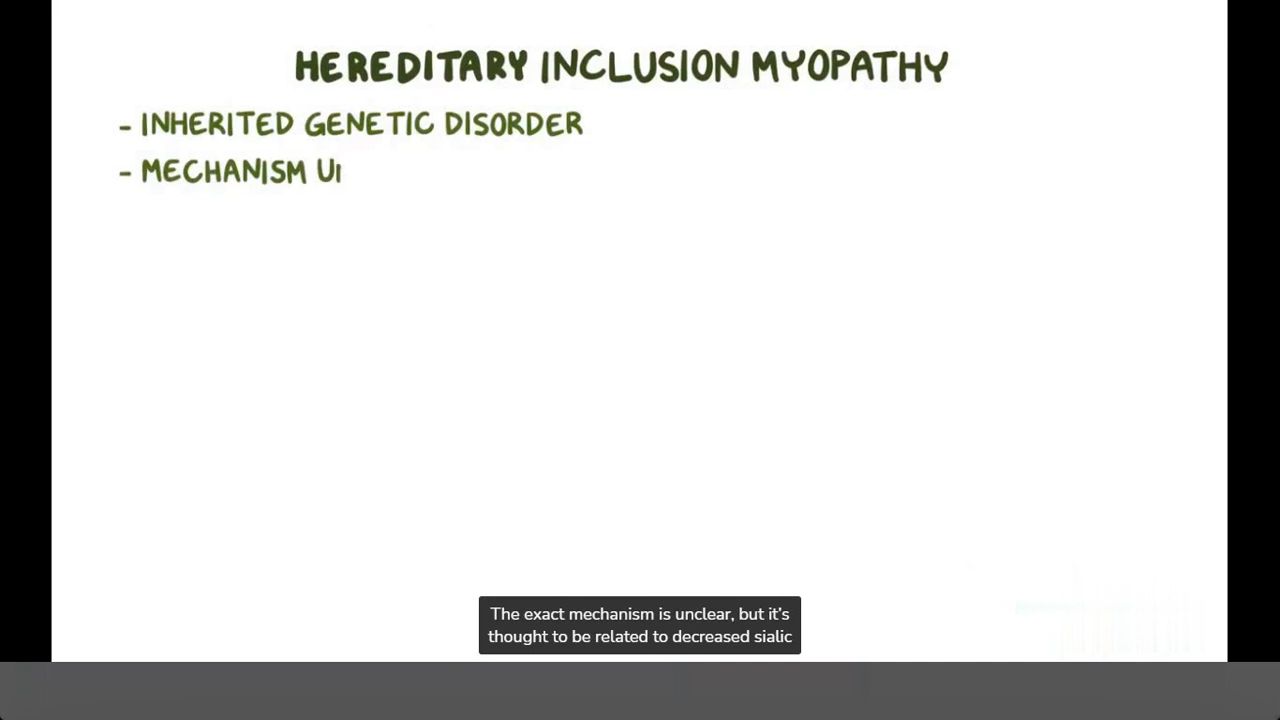 HEREDITARY INCLUSION MYOPATHY
- INHERITED GENETIC DISORDER
- MECHANISM
The exact mechanism is unclear, but it's
thought to be related to decreased sialic